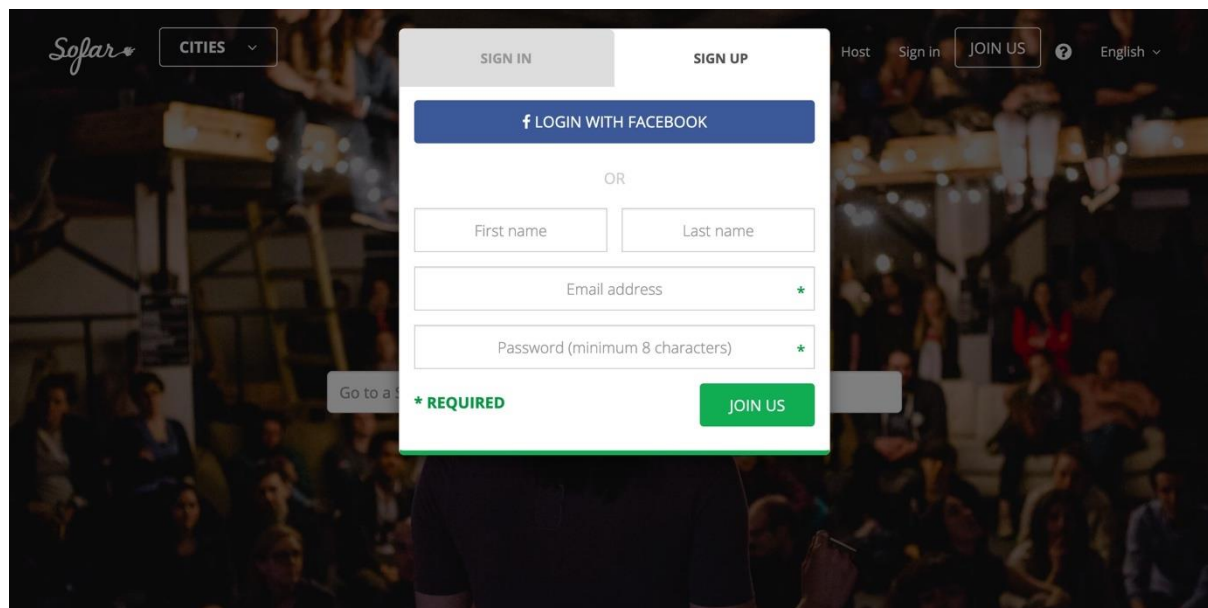 Sofar
CITIES
Host
Sign in
JOIN US
English
SIGN IN
SIGN UP
LOGIN WITH FACEBOOK
OR
First name
Last name
Email address *
Password (minimum 8 characters) *
Go to a
* REQUIRED
JOIN US